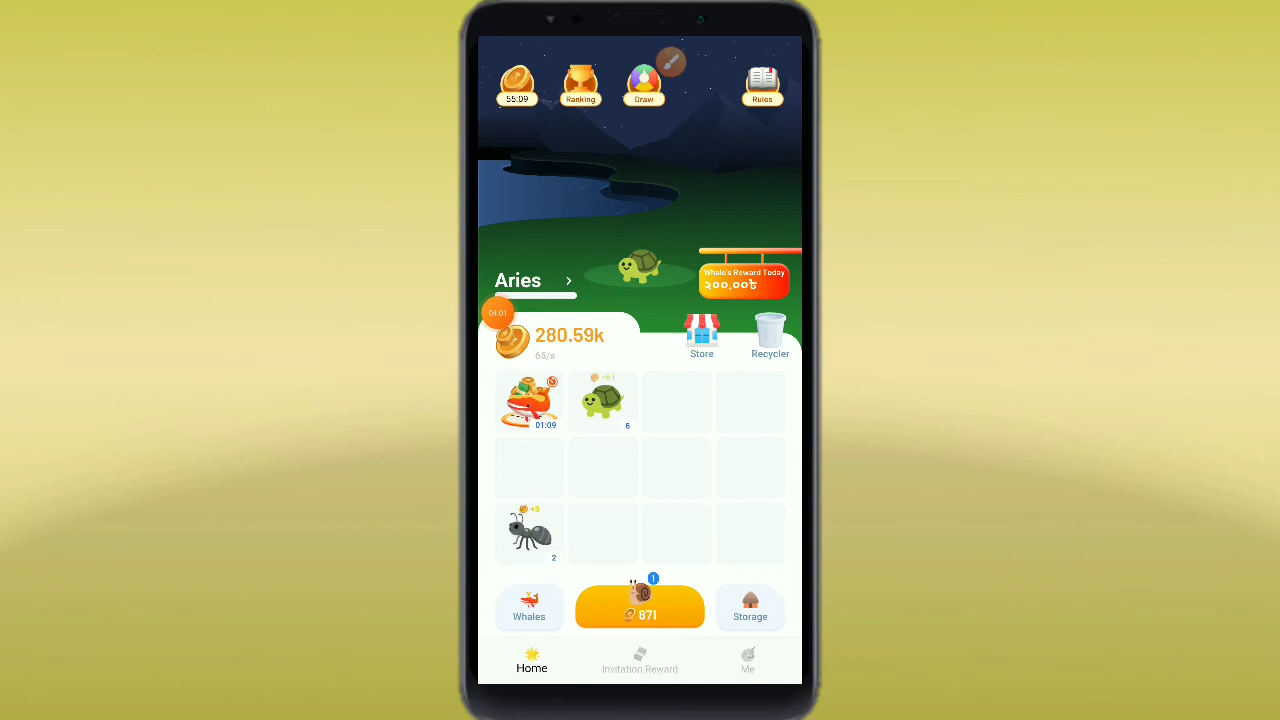 55:09
Ranking
Draw
Rules
Aries
Whale's Reward Today
২০০,০০৳
04:01
280.59k
65/s
Store
Recycler
01:09
+61
6
+3
2
1
871
Whales
Storage
Home
Invitation Reward
Me